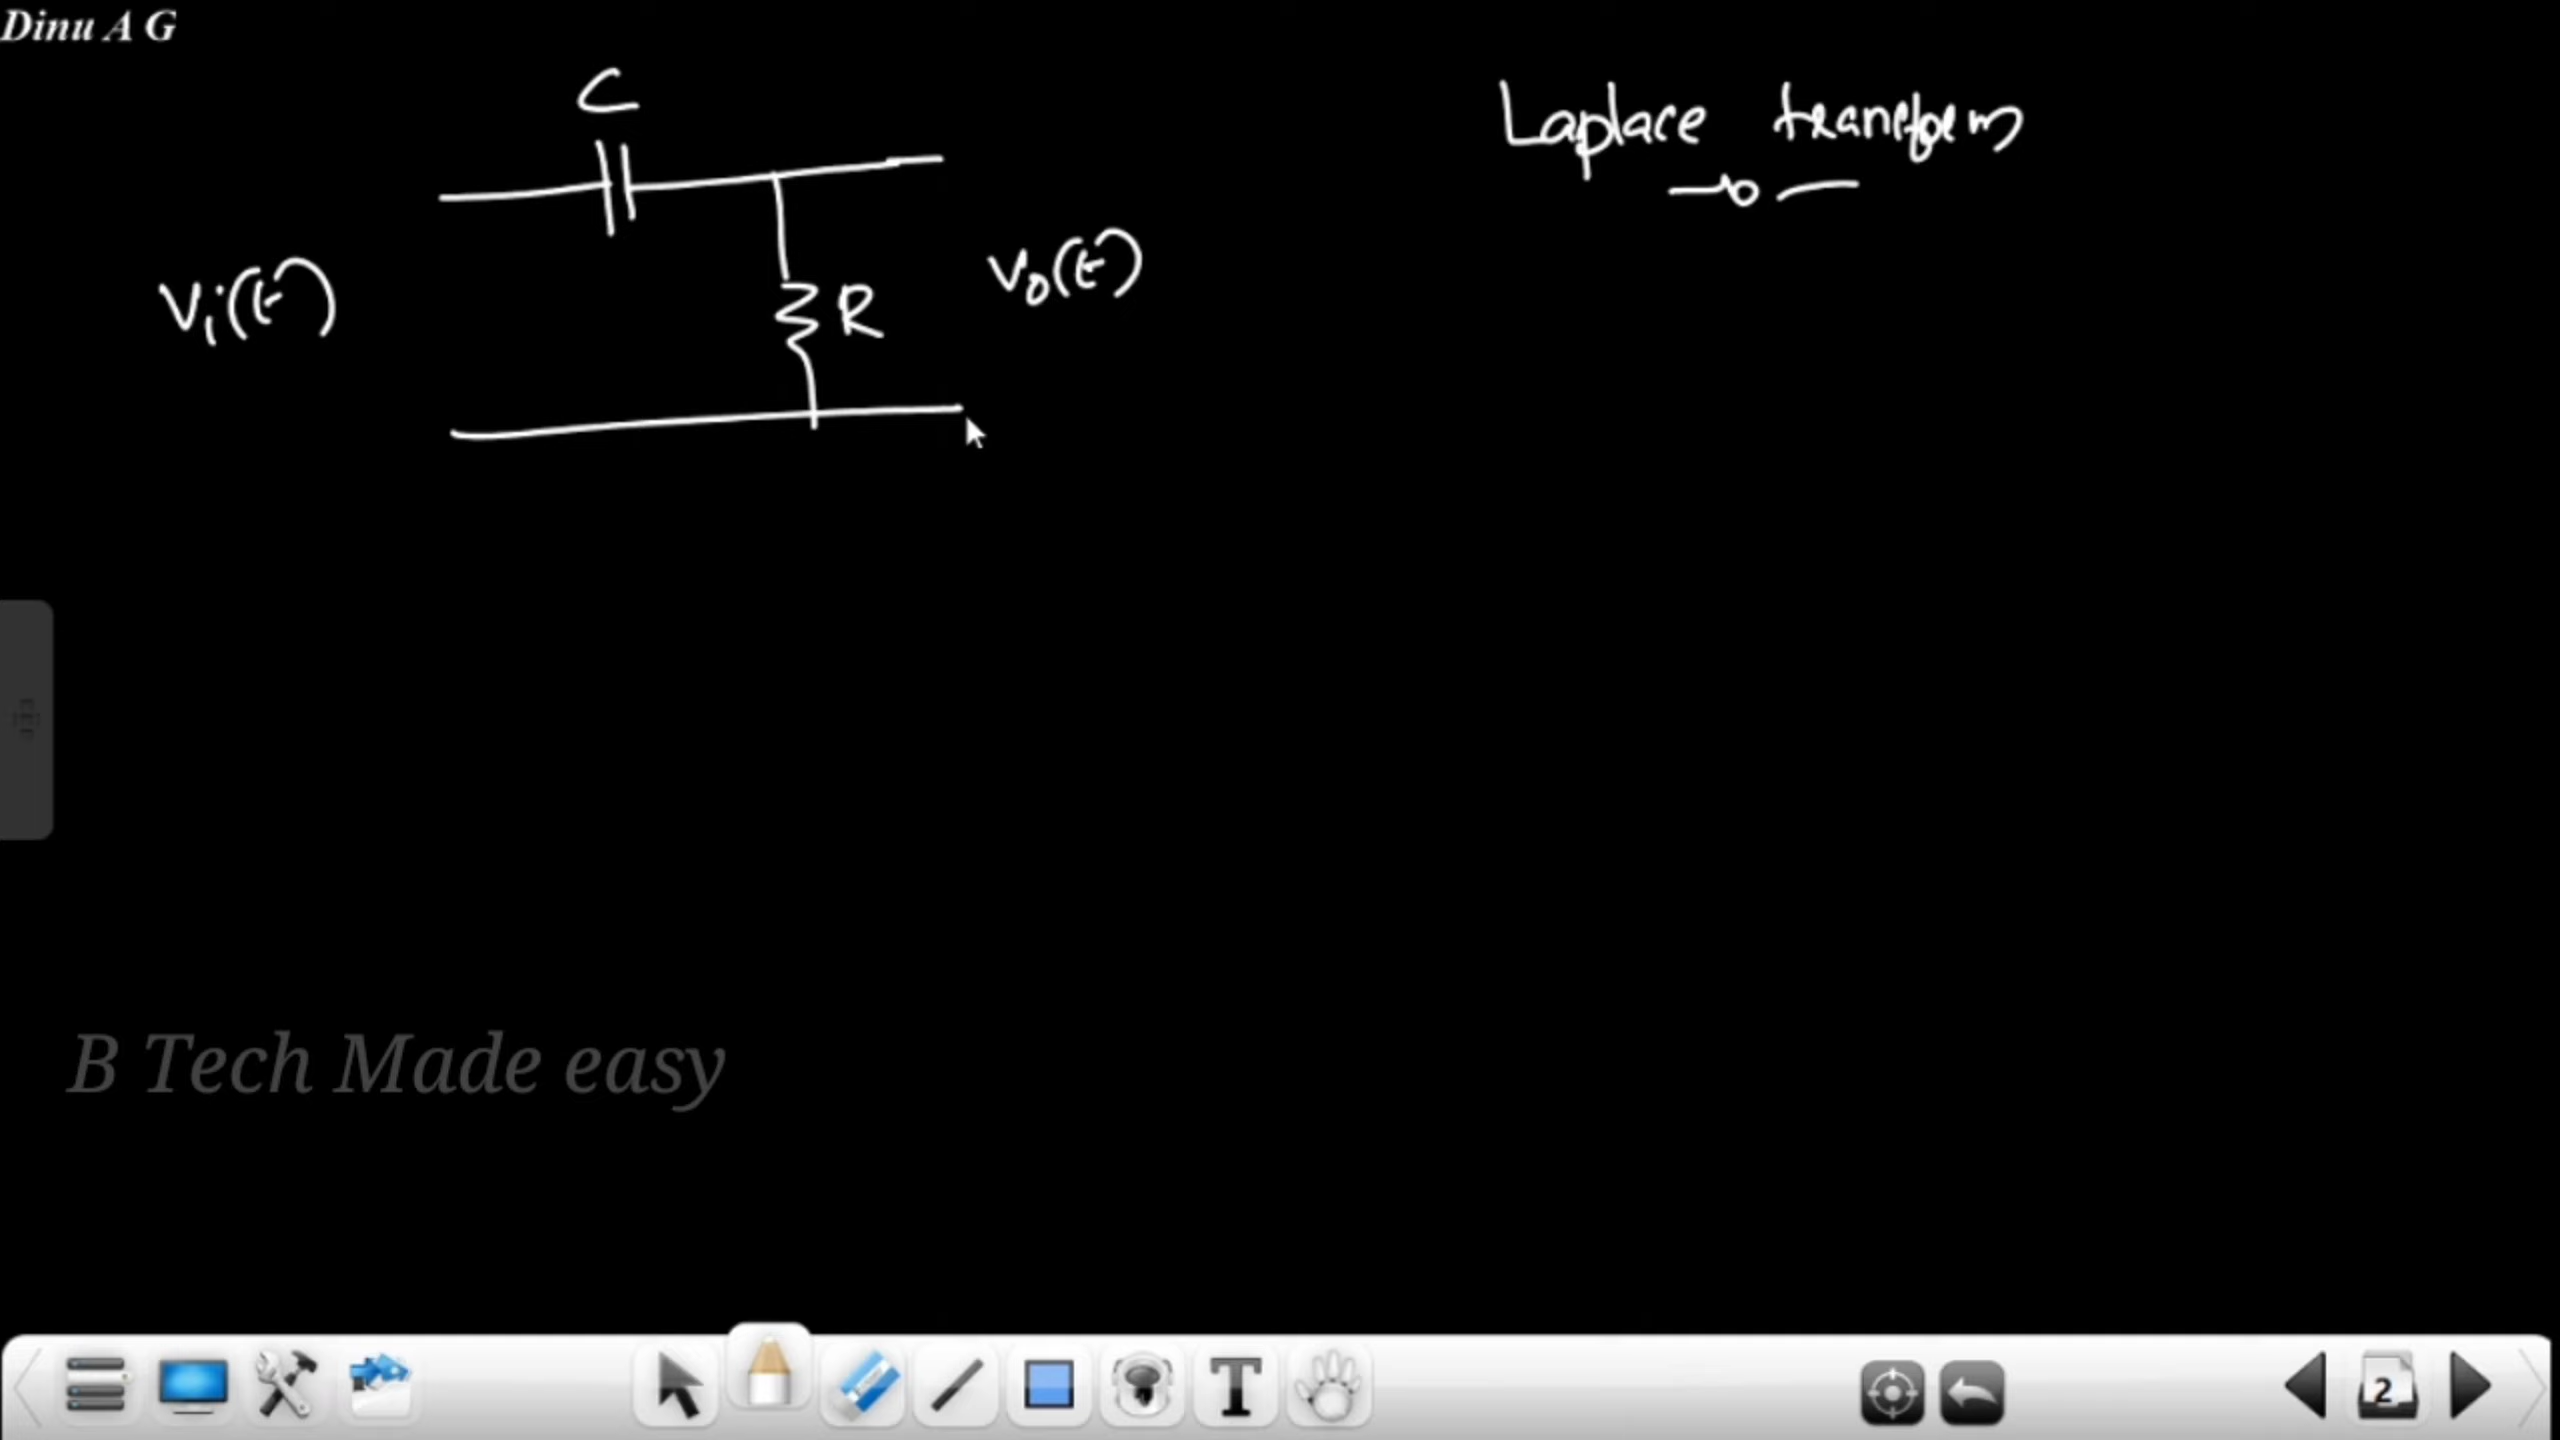 Dinu A G
C
Laplace transform
Vi(t)
R
Vo(t)
B Tech Made easy
T
2